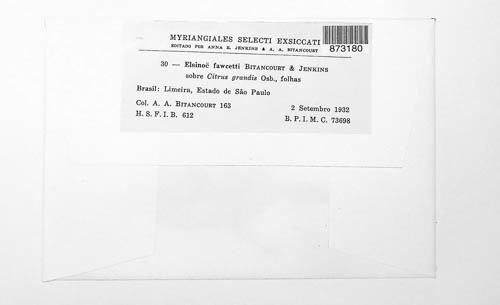 MYRIANGIALES SELECTI EXSICCATI
EDITADO POR ANNA E. JENKINS & A. A. BITANCOURT
873180
30 — Elsinoë fawcetti BITANCOURT & JENKINS
sobre Citrus grandis Osb., folhas
Brasil: Limeira, Estado de São Paulo
Col. A. A. BITANCOURT 163 2 Setembro 1932
H. S. F. I. B. 612 B. P. I. M. C. 73698